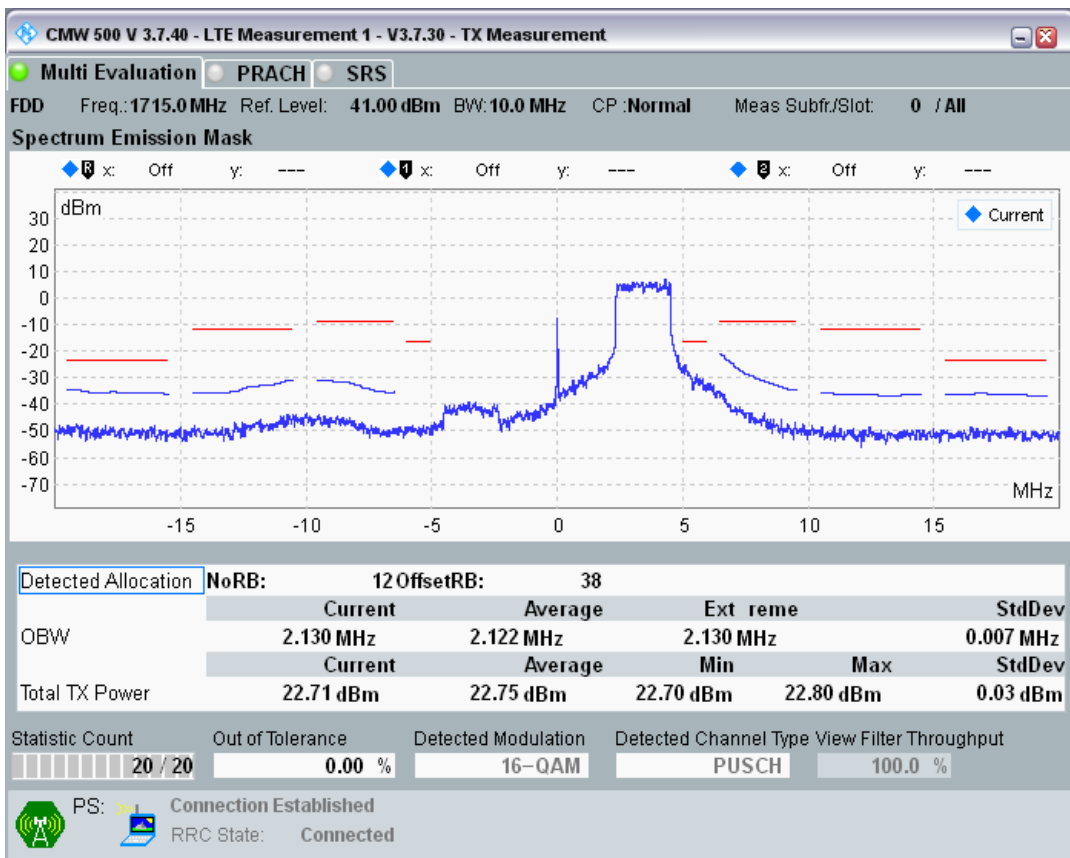 CMW 500 V 3.7.40 - LTE Measurement 1 - V3.7.30 - TX Measurement
Multi Evaluation PRACH SRS
FDD Freq.: 1715.0 MHz Ref. Level: 41.00 dBm BW: 10.0 MHz CP : Normal Meas Subfr./Slot: 0 / All
Spectrum Emission Mask
R x: Off y: --- 1 x: Off y: --- 2 x: Off y: ---
dBm
Current
30
20
10
0
-10
-20
-30
-40
-50
-60
-70
MHz
-15 -10 -5 0 5 10 15
Detected Allocation NoRB: 12 OffsetRB: 38
Current Average Ext reme StdDev
OBW 2.130 MHz 2.122 MHz 2.130 MHz 0.007 MHz
Current Average Min Max StdDev
Total TX Power 22.71 dBm 22.75 dBm 22.70 dBm 22.80 dBm 0.03 dBm
Statistic Count Out of Tolerance Detected Modulation Detected Channel Type View Filter Throughput
20 / 20 0.00 % 16-QAM PUSCH 100.0 %
PS: Connection Established
RRC State: Connected